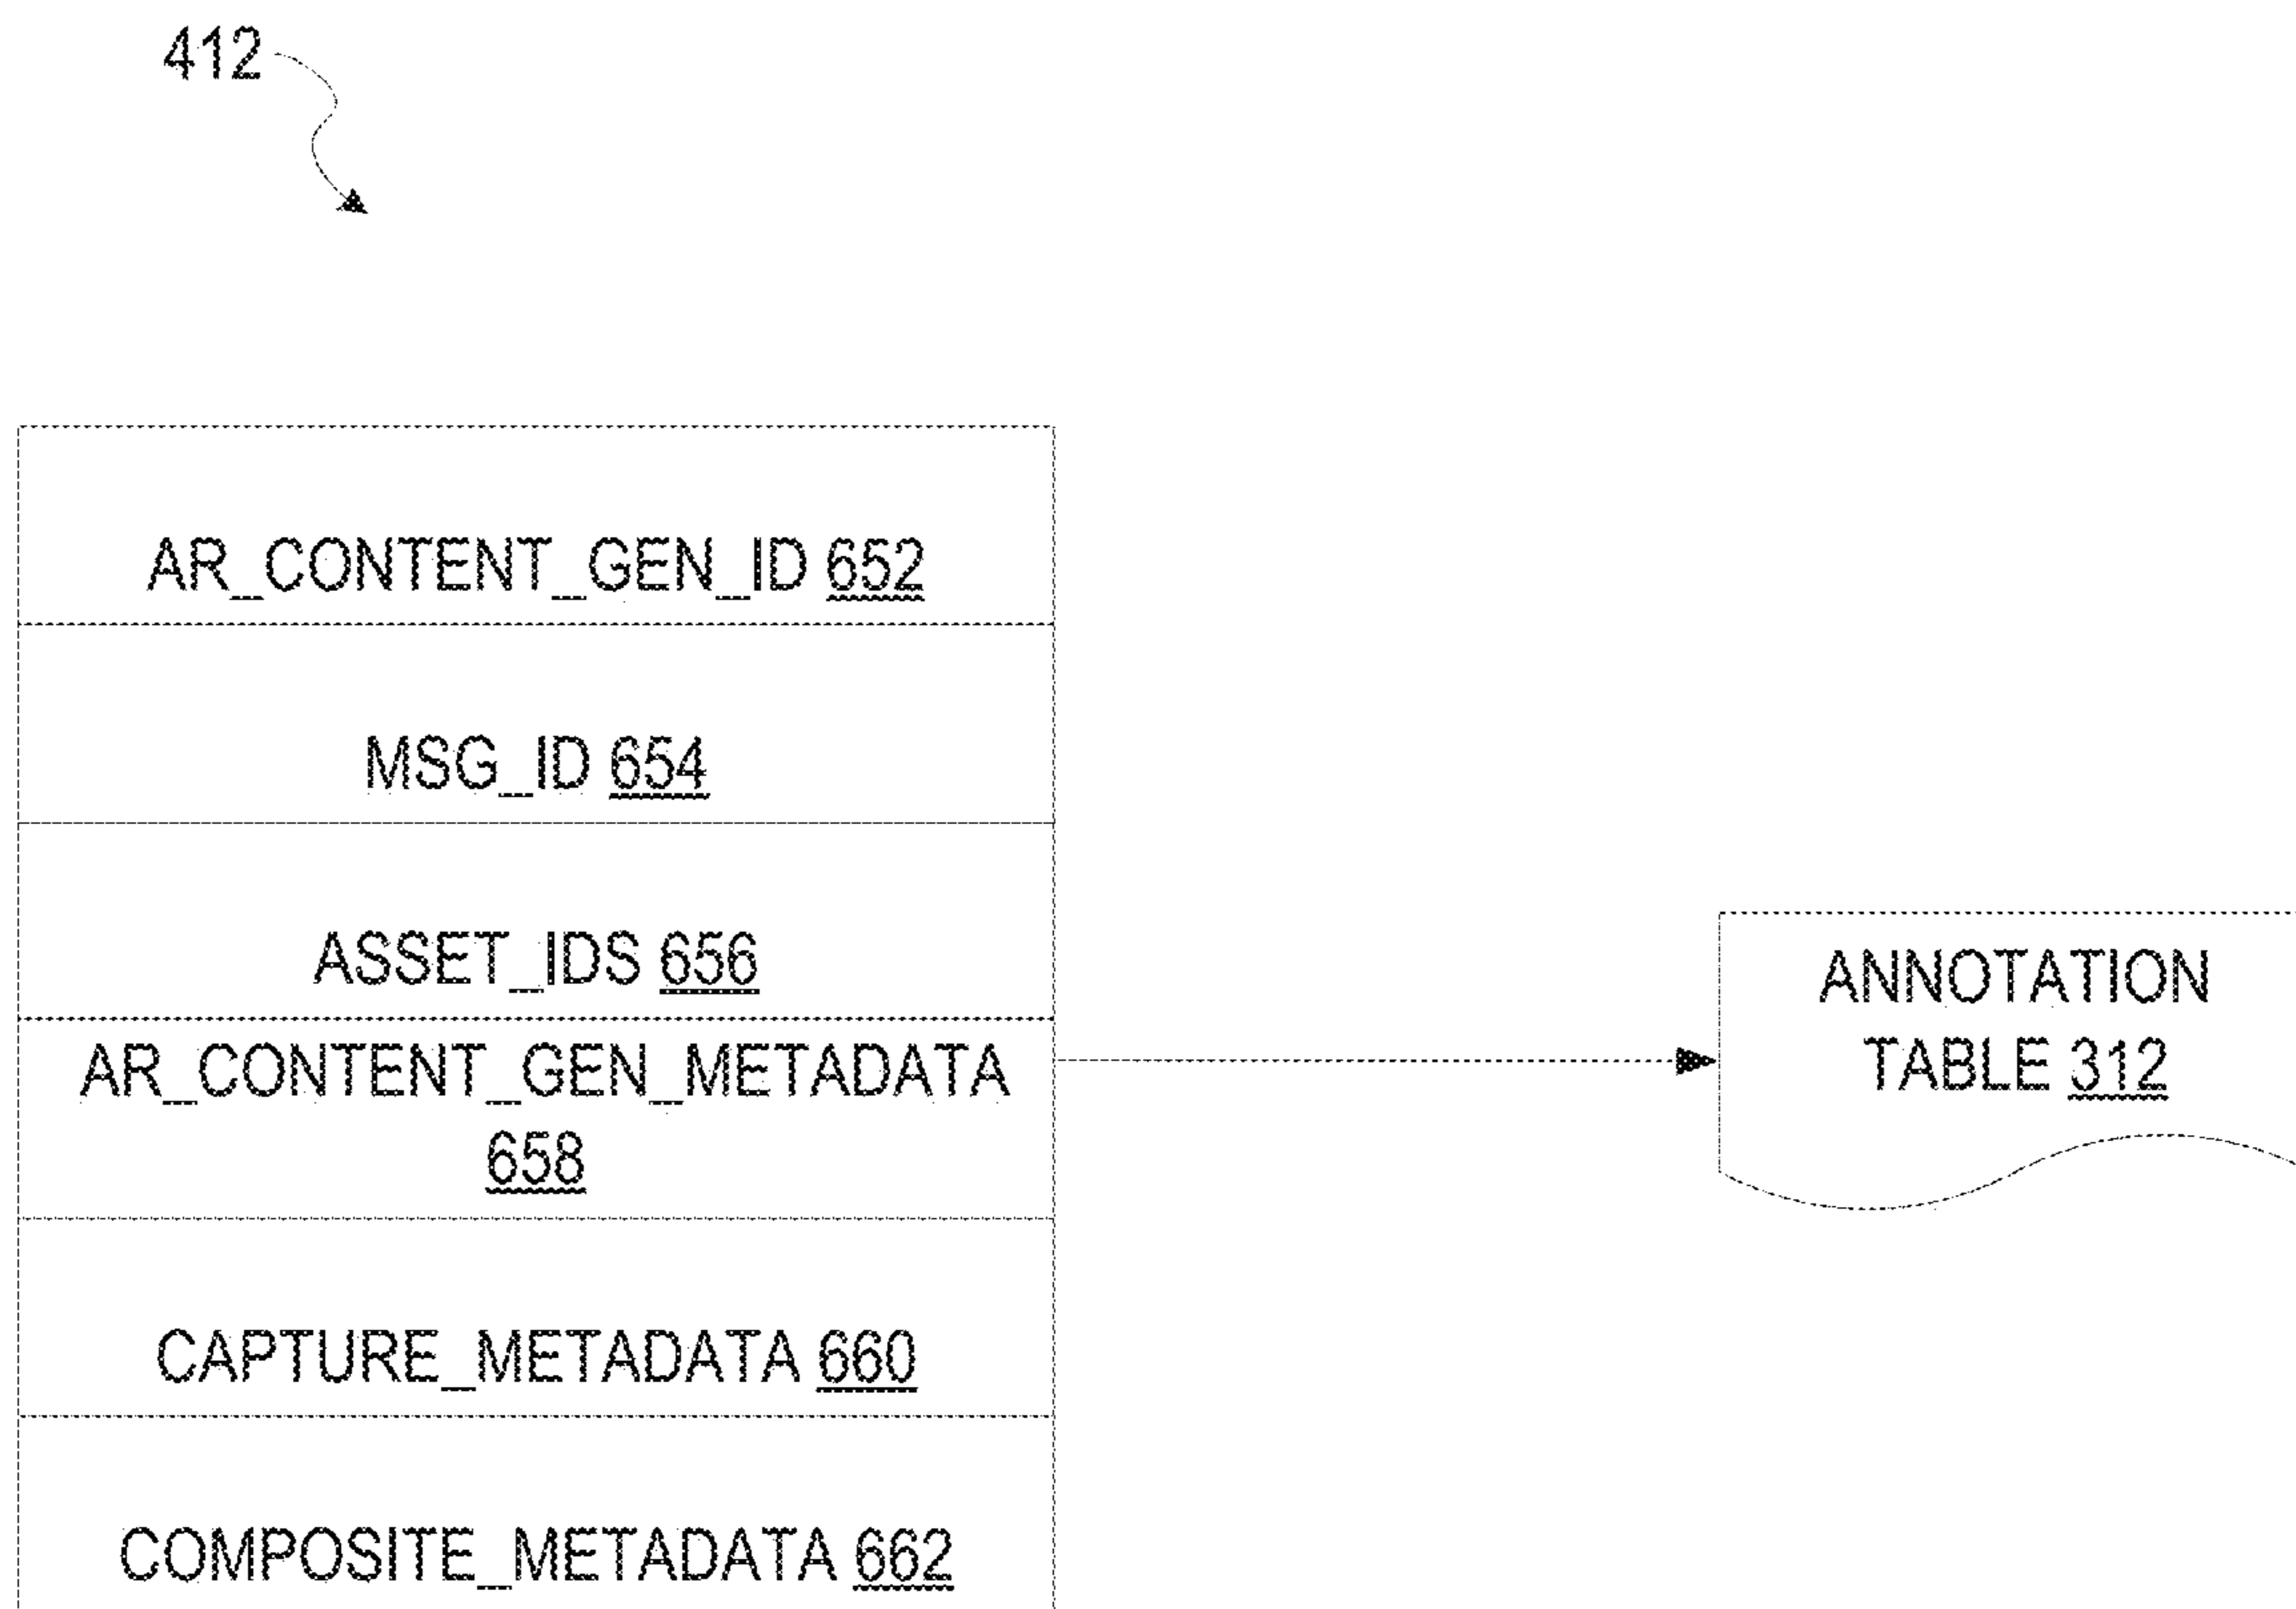 412
AR_CONTENT_GEN_ID 652
MSG_ID 654
ASSET_IDS 656
AR_CONTENT_GEN_METADATA
658
CAPTURE_METADATA 660
COMPOSITE_METADATA 662
ANNOTATION
TABLE 312